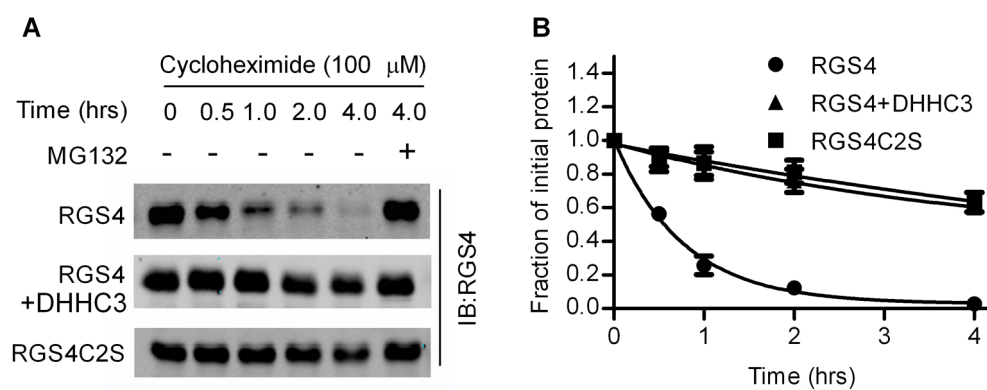 A
Cycloheximide (100 μM)
Time (hrs) 0 0.5 1.0 2.0 4.0 4.0
MG132 - - - - - +
RGS4
RGS4
+DHHC3
RGS4C2S
IB:RGS4
B
Fraction of initial protein
1.4
1.2
1.0
0.8
0.6
0.4
0.2
0.0
0 1 2 3 4
Time (hrs)
RGS4
RGS4+DHHC3
RGS4C2S